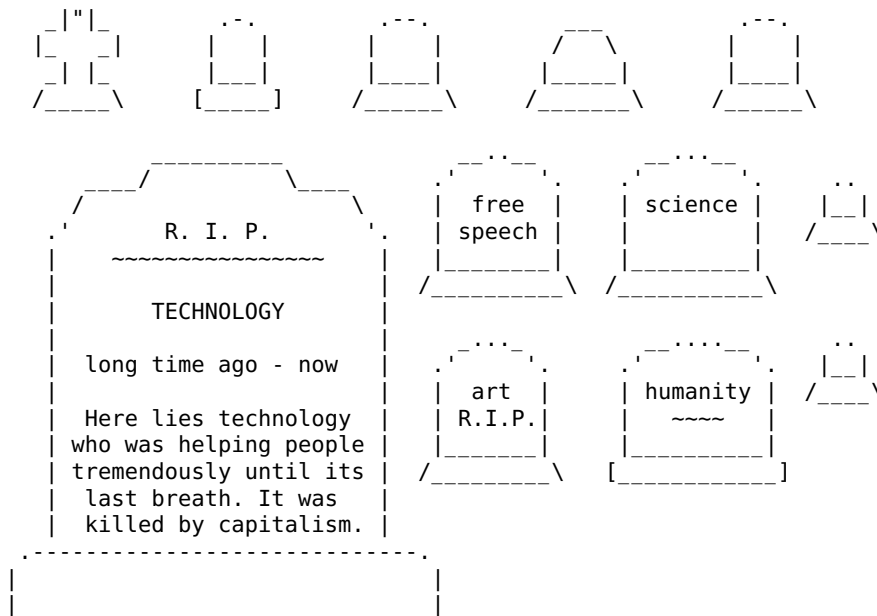 R. I. P.
TECHNOLOGY
long time ago - now
Here lies technology
who was helping people
tremendously until its
last breath. It was
killed by capitalism.
free
speech
science
art
R.I.P.
humanity